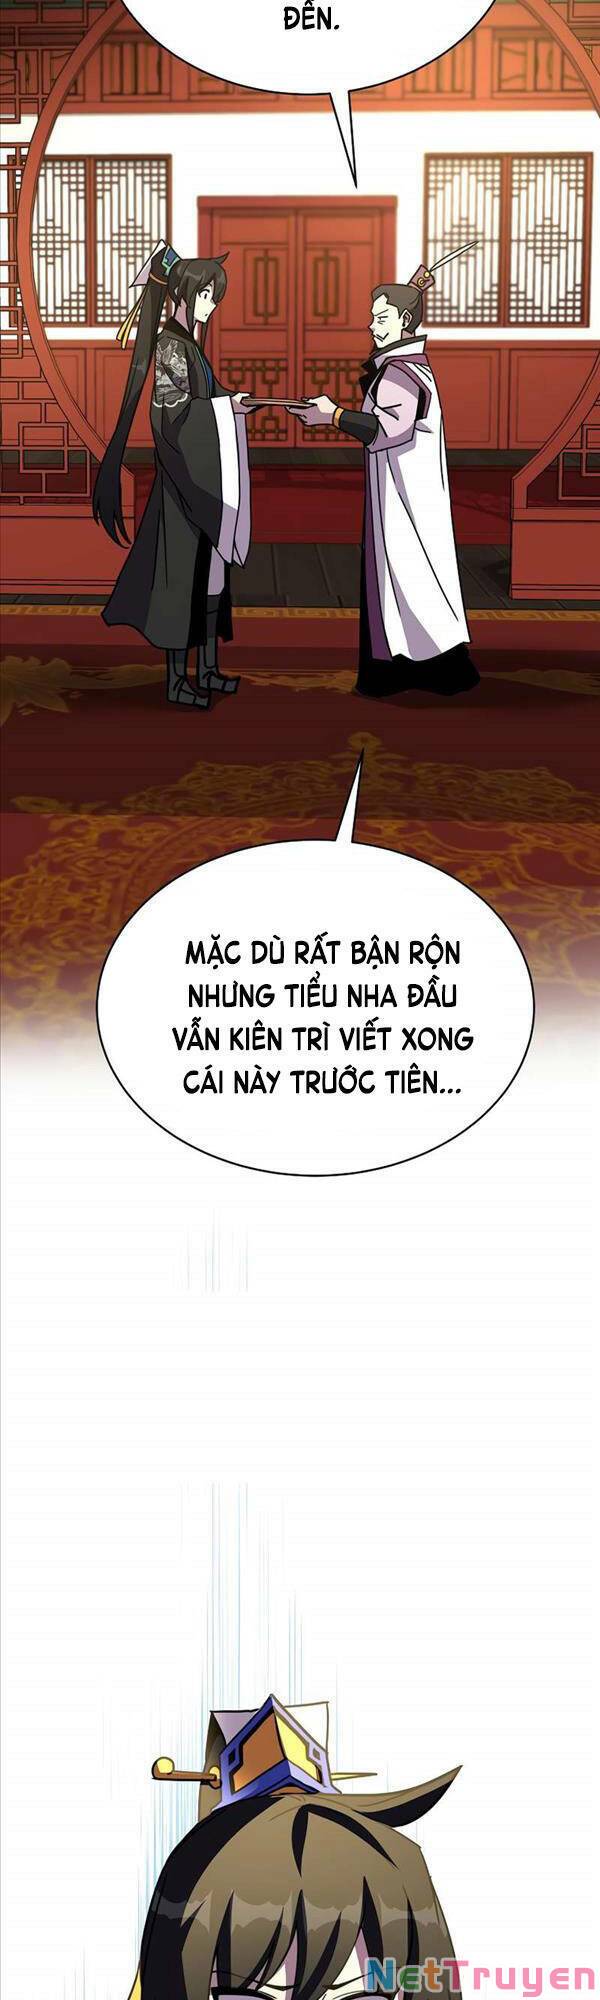 ĐẾN.
MẶC DÙ RẤT BẬN RỘN
NHƯNG TIỂU NHA ĐẦU
VẪN KIÊN TRÌ VIẾT XONG
CÁI NÀY TRƯỚC TIÊN...
NetTruyen